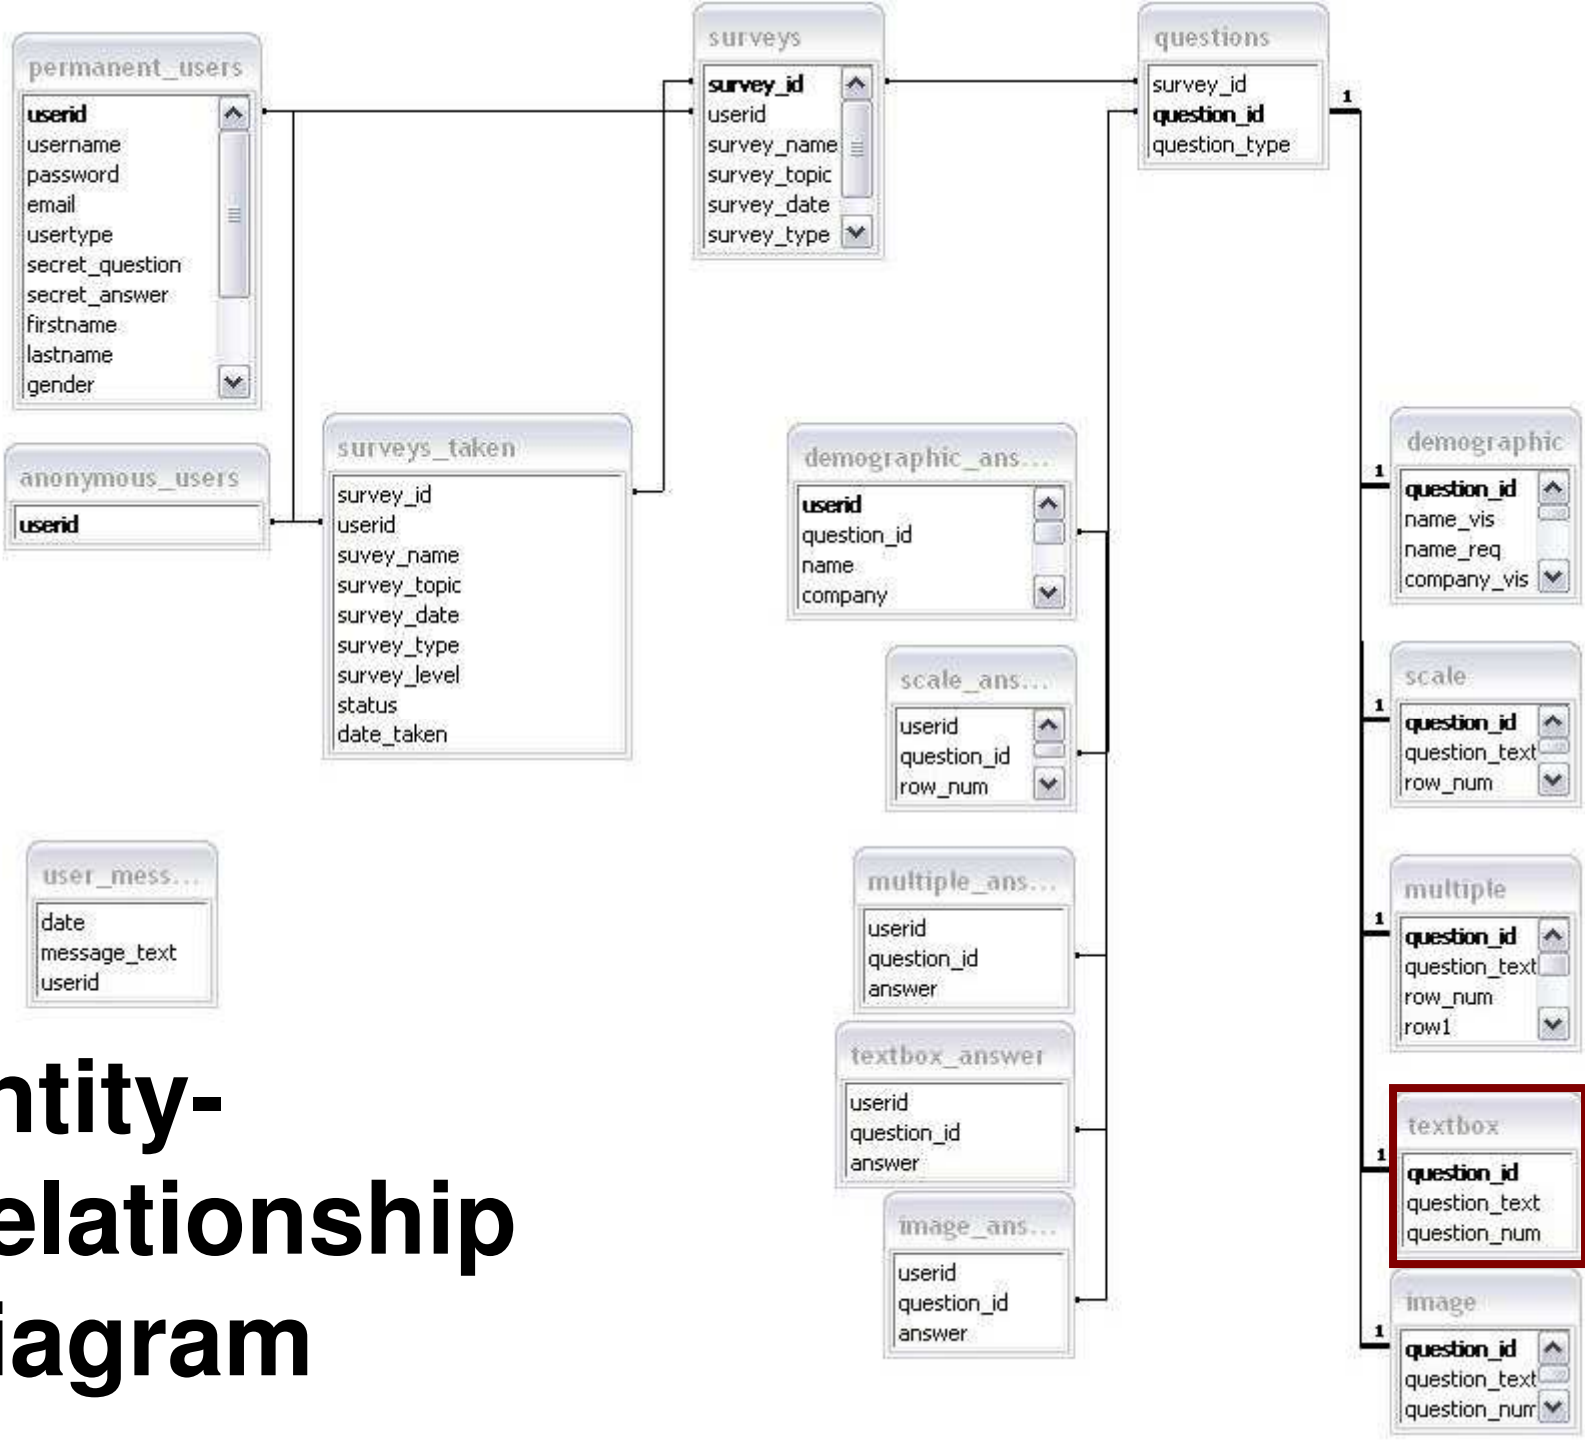 permanent_users
userid
username
password
email
usertype
secret_question
secret_answer
firstname
lastname
gender
surveys
survey_id
userid
survey_name
survey_topic
survey_date
survey_type
questions
survey_id
question_id
question_type
1
anonymous_users
userid
surveys_taken
survey_id
userid
suvey_name
survey_topic
survey_date
survey_type
survey_level
status
date_taken
demographic_ans...
userid
question_id
name
company
scale_ans...
userid
question_id
row_num
multiple_ans...
userid
question_id
answer
textbox_answer
userid
question_id
answer
image_ans...
userid
question_id
answer
1
demographic
question_id
name_vis
name_req
company_vis
1
scale
question_id
question_text
row_num
1
multiple
question_id
question_text
row_num
row1
1
textbox
question_id
question_text
question_num
1
image
question_id
question_text
question_num
user_mess...
date
message_text
userid
ntity-
elationship
iagram